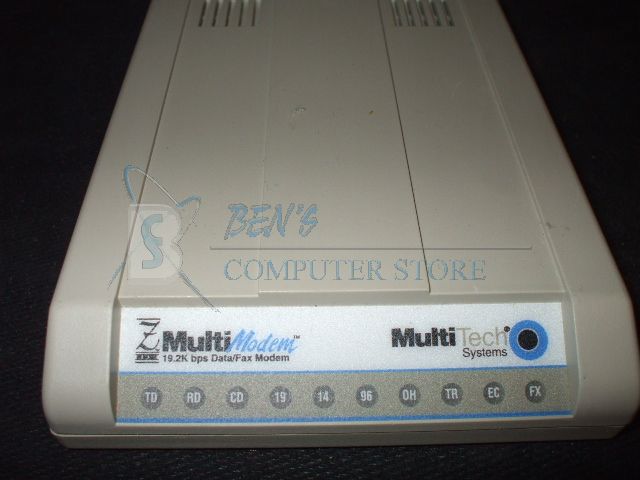 BEN'S
COMPUTER STORE
Z MultiModem™
19.2K bps Data/Fax Modem
MultiTech®
Systems
TD RD CD 19 14 96 OH TR EC FX